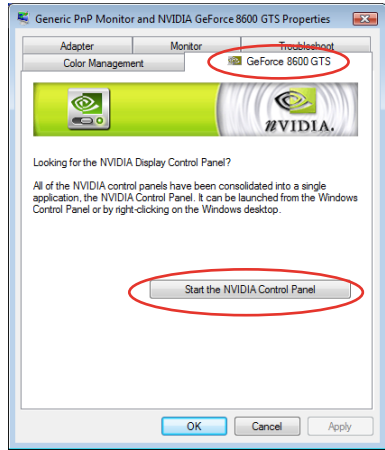 Generic PnP Monitor and NVIDIA GeForce 8600 GTS Properties
Adapter Monitor Troubleshoot
Color Management GeForce 8600 GTS
NVIDIA.
Looking for the NVIDIA Display Control Panel?
All of the NVIDIA control panels have been consolidated into a single
application, the NVIDIA Control Panel. It can be launched from the Windows
Control Panel or by right-clicking on the Windows desktop.
Start the NVIDIA Control Panel
OK Cancel Apply